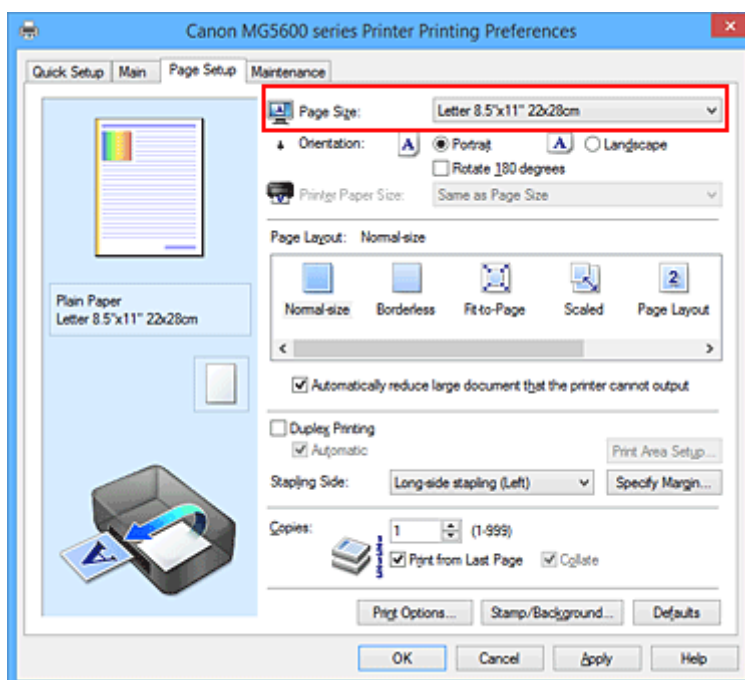 Canon MG5600 series Printer Printing Preferences
Quick Setup Main Page Setup Maintenance
Page Size: Letter 8.5"x11" 22x28cm
Orientation: A Portrait A Landscape
Rotate 180 degrees
Printer Paper Size: Same as Page Size
Page Layout: Normal-size
2
Normal-size Borderless Fit-to-Page Scaled Page Layout
Plain Paper
Letter 8.5"x11" 22x28cm
Automatically reduce large document that the printer cannot output
Duplex Printing
Automatic Print Area Setup...
Stapling Side: Long-side stapling (Left) Specify Margin...
Copies: 1 (1-999)
Print from Last Page Collate
A
Print Options... Stamp/Background... Defaults
OK Cancel Apply Help